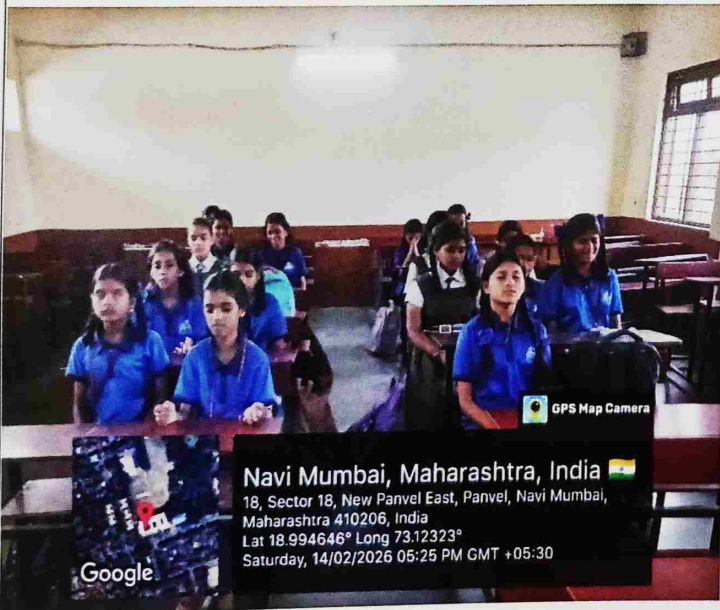 GPS Map Camera
Navi Mumbai, Maharashtra, India
18, Sector 18, New Panvel East, Panvel, Navi Mumbai,
Maharashtra 410206, India
Lat 18.994646° Long 73.12323°
Saturday, 14/02/2026 05:25 PM GMT +05:30
Google